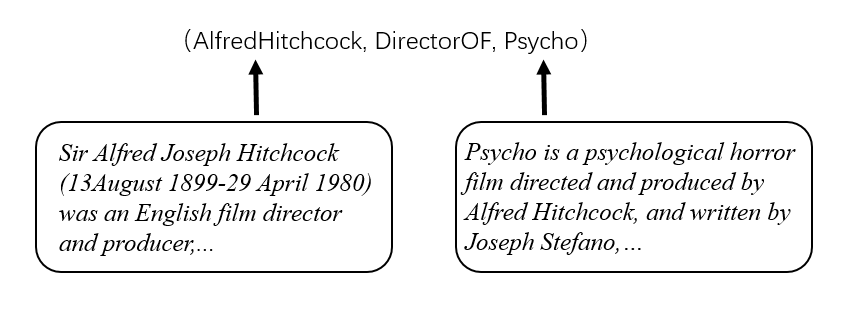 (AlfredHitchcock, DirectorOF, Psycho)
Sir Alfred Joseph Hitchcock
(13August 1899-29 April 1980)
was an English film director
and producer,...
Psycho is a psychological horror
film directed and produced by
Alfred Hitchcock, and written by
Joseph Stefano,...